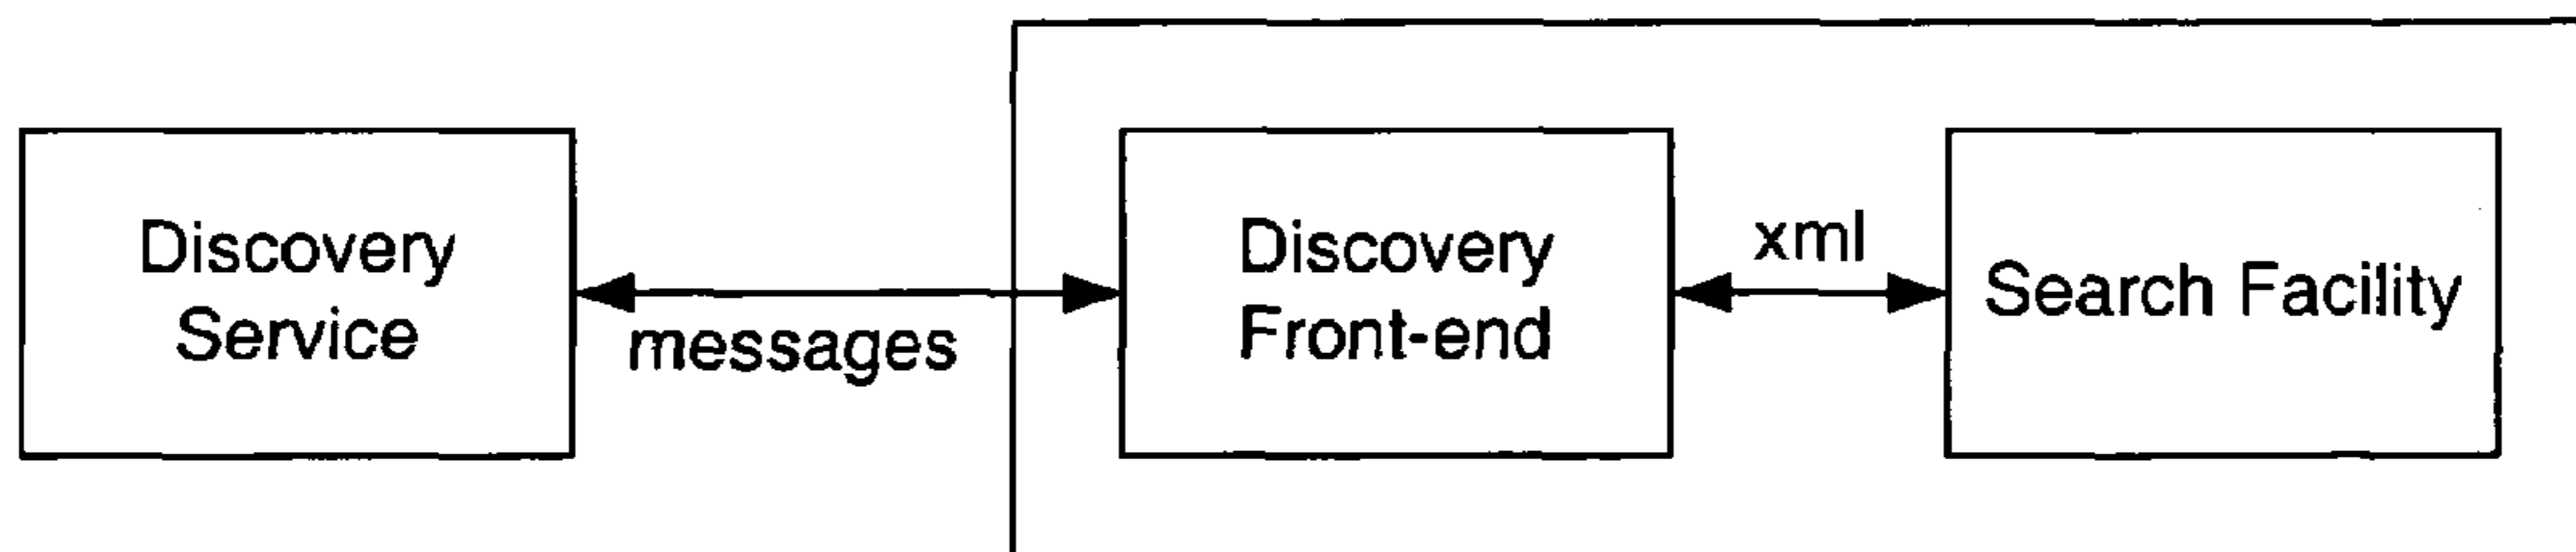 Discovery
Service
messages
Discovery
Front-end
xml
Search Facility